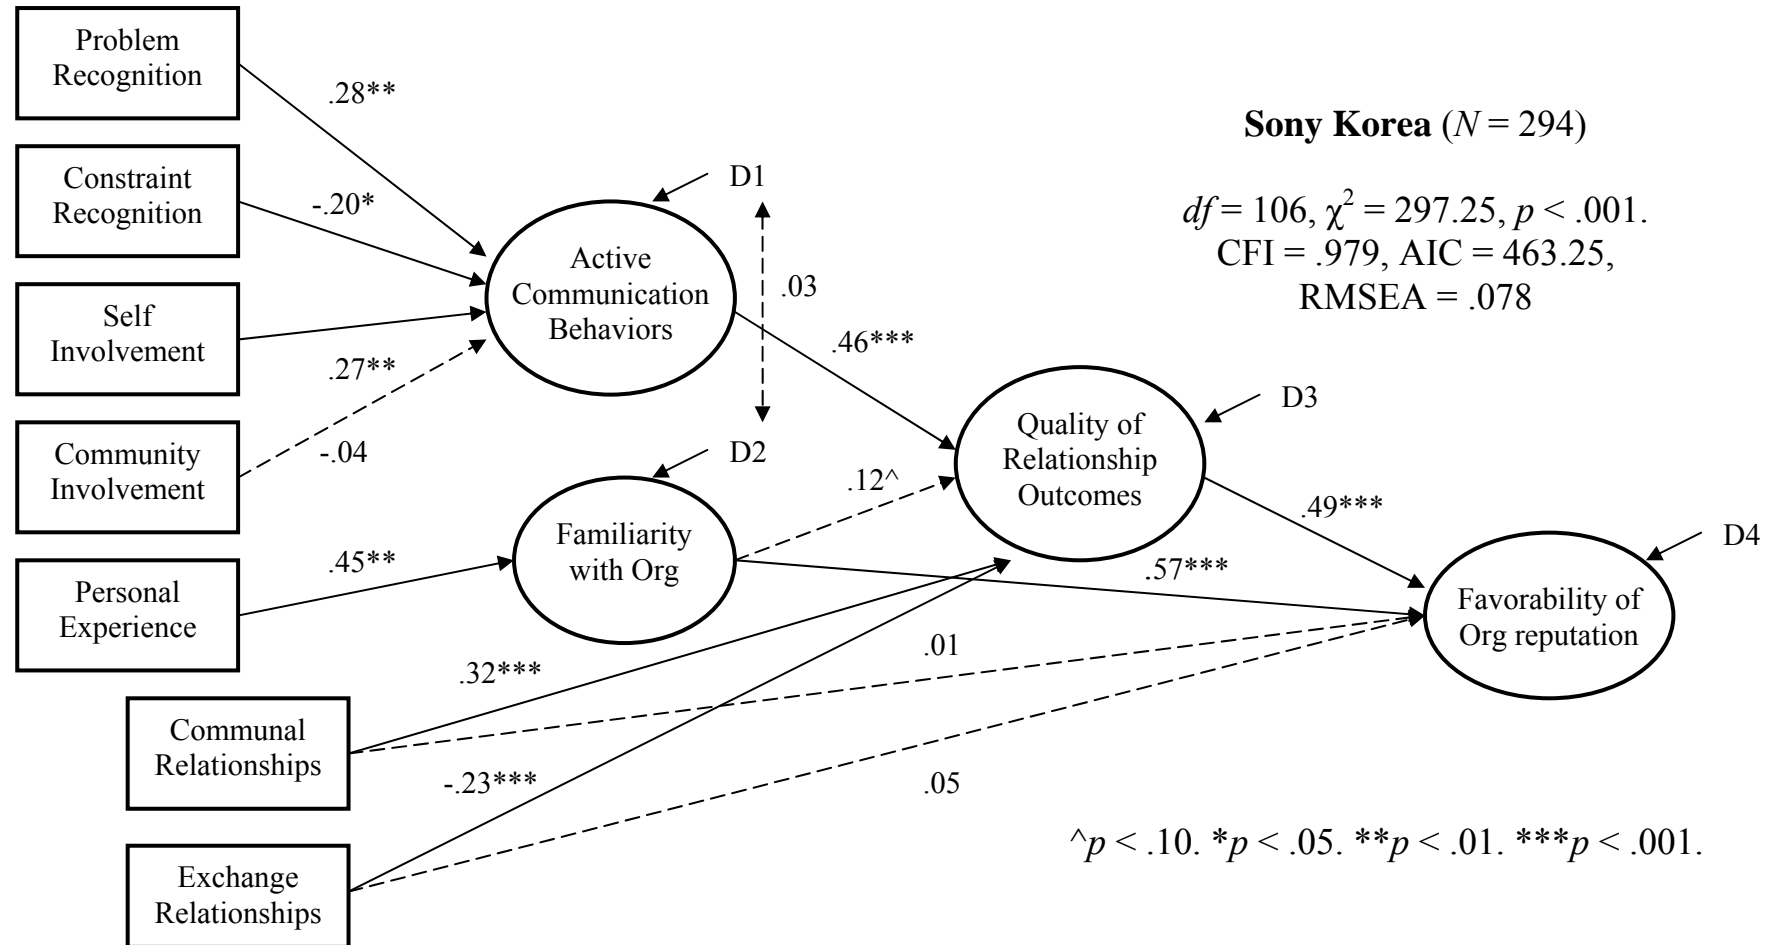 Problem
Recognition
.28**
Constraint
Recognition
-.20*
Self
Involvement
.27**
Community
Involvement
-.04
Personal
Experience
.45**
Communal
Relationships
.32***
Exchange
Relationships
-.23***
Active
Communication
Behaviors
D1
.03
D2
Familiarity
with Org
.46***
.12^
Quality of
Relationship
Outcomes
D3
.49***
.57***
.01
.05
Favorability of
Org reputation
D4
Sony Korea (N = 294)
df = 106, χ² = 297.25, p < .001.
CFI = .979, AIC = 463.25,
RMSEA = .078
^p < .10. *p < .05. **p < .01. ***p < .001.